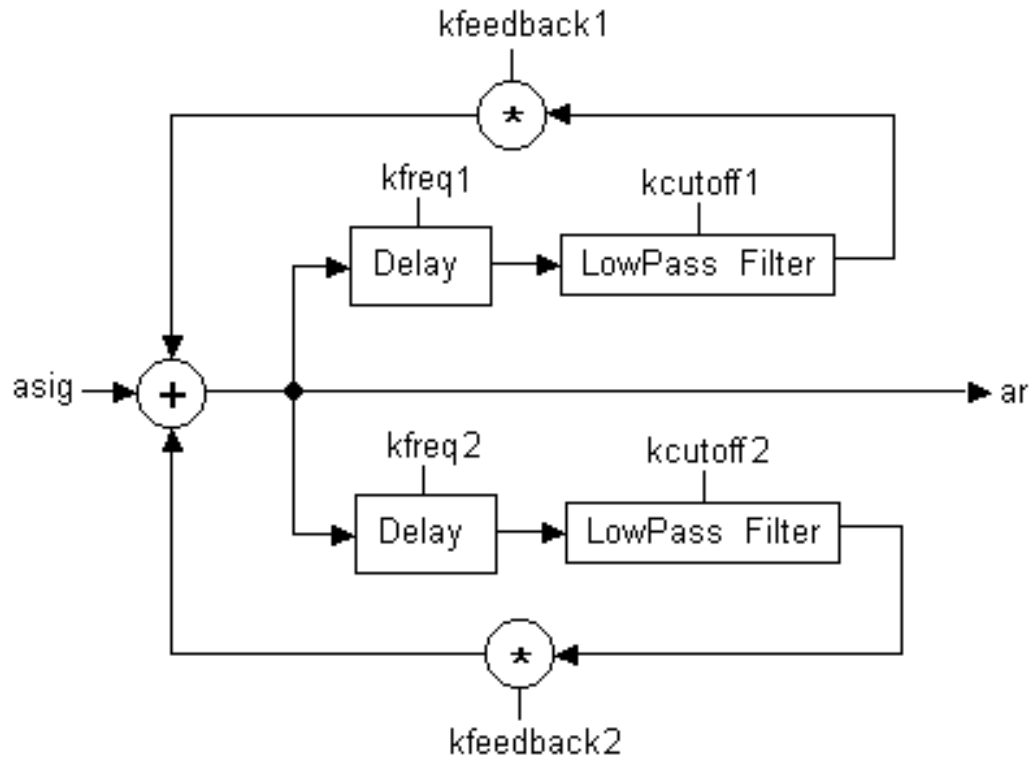 kfeedback1
*
kfreq1
kcutoff1
Delay
LowPass Filter
asig
+
ar
kfreq2
kcutoff2
Delay
LowPass Filter
*
kfeedback2